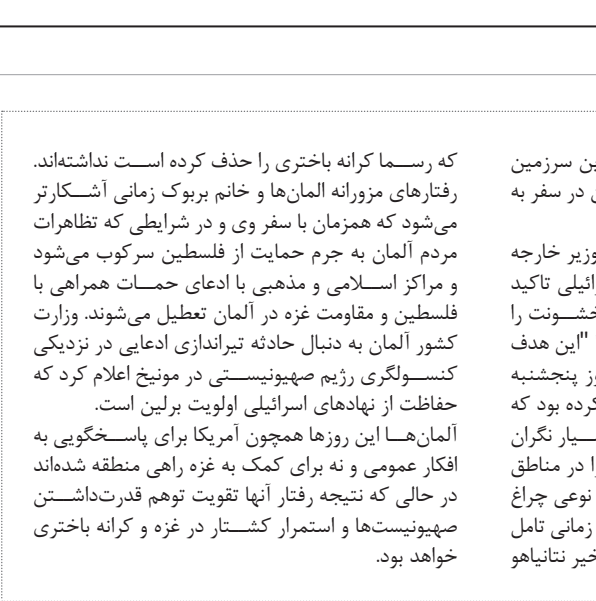 ن سرزمین
در سفر به
وزیر خارجه
تاکید
خشونت را
"این هدف
پنجشنبه
کرده بود که
نگران
در مناطق
نوعی چراغ
زمانی تامل
نتانیاهو
که رسما کرانه باختری را حذف کرده است نداشته‌اند.
رفتارهای مزورانه المان‌ها و خانم بربوک زمانی آشکارتر
می‌شود که همزمان با سفر وی و در شرایطی که تظاهرات
مردم آلمان به جرم حمایت از فلسطین سرکوب می‌شود
و مراکز اسلامی و مذهبی با ادعای حمات همراهی با
فلسطین و مقاومت غزه در آلمان تعطیل می‌شوند. وزارت
کشور آلمان به دنبال حادثه تیراندازی ادعایی در نزدیکی
کنسولگری رژیم صهیونیستی در مونیخ اعلام کرد که
حفاظت از نهادهای اسرائیلی اولویت برلین است.
آلمان‌ها این روزها همچون آمریکا برای پاسخگویی به
افکار عمومی و نه برای کمک به غزه راهی منطقه شده‌اند
در حالی که نتیجه رفتار آنها تقویت توهم قدرت‌داشتن
صهیونیست‌ها و استمرار کشتار در غزه و کرانه باختری
خواهد بود.